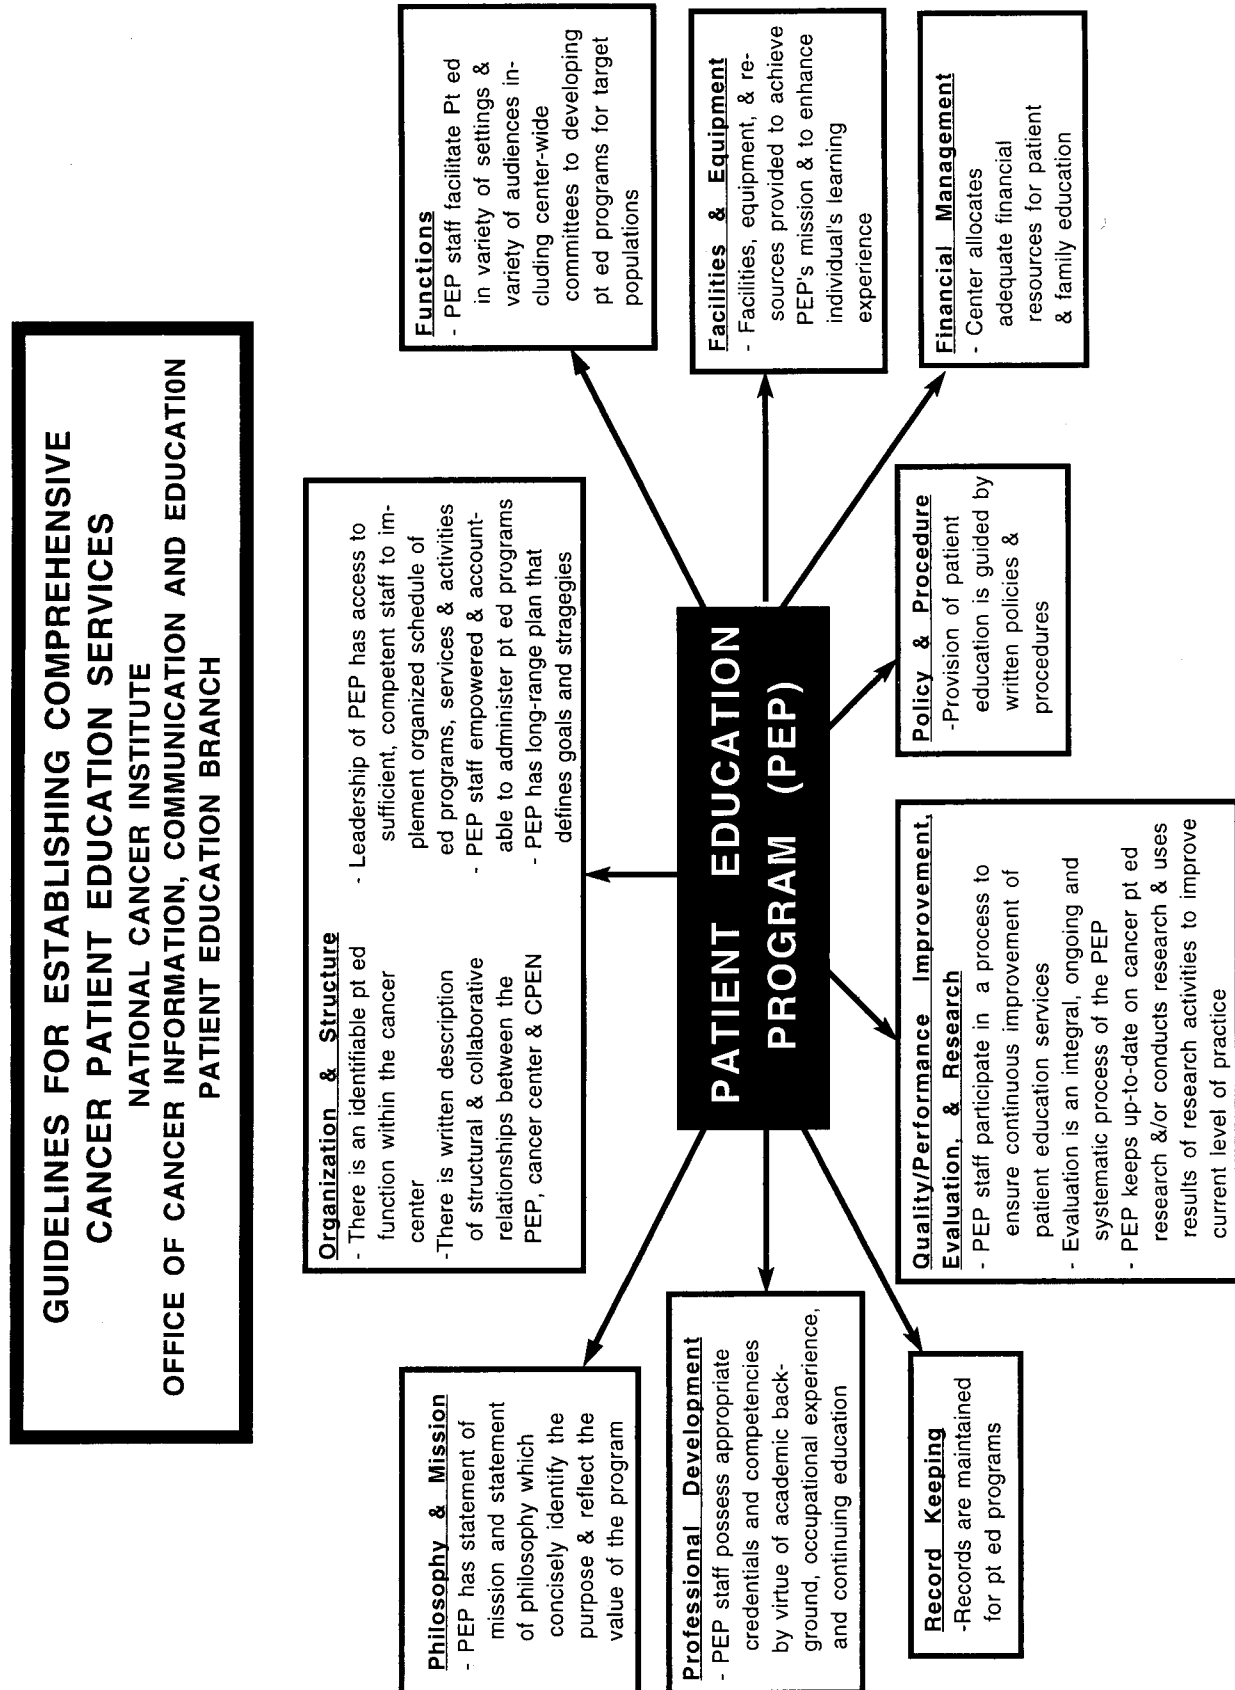 GUIDELINES FOR ESTABLISHING COMPREHENSIVE
CANCER PATIENT EDUCATION SERVICES
NATIONAL CANCER INSTITUTE
OFFICE OF CANCER INFORMATION, COMMUNICATION AND EDUCATION
PATIENT EDUCATION BRANCH
Organization & Structure
- There is an identifiable pt ed
function within the cancer
center
-There is written description
of structural & collaborative
relationships between the
PEP, cancer center & CPEN
- Leadership of PEP has access to
sufficient, competent staff to im-
plement organized schedule of
ed programs, services & activities
- PEP staff empowered & account-
able to administer pt ed programs
- PEP has long-range plan that
defines goals and stragegies
Philosophy & Mission
- PEP has statement of
mission and statement
of philosophy which
concisely identify the
purpose & reflect the
value of the program
Functions
- PEP staff facilitate Pt ed
in variety of settings &
variety of audiences in-
cluding center-wide
committees to developing
pt ed programs for target
populations
PATIENT EDUCATION
PROGRAM (PEP)
Professional Development
- PEP staff possess appropriate
credentials and competencies
by virtue of academic back-
ground, occupational experience,
and continuing education
Facilities & Equipment
- Facilities, equipment, & re-
sources provided to achieve
PEP's mission & to enhance
individual's learning
experience
Record Keeping
-Records are maintained
for pt ed programs
Quality/Performance Improvement,
Evaluation, & Research
- PEP staff participate in a process to
ensure continuous improvement of
patient education services
- Evaluation is an integral, ongoing and
systematic process of the PEP
- PEP keeps up-to-date on cancer pt ed
research &/or conducts research & uses
results of research activities to improve
current level of practice
Policy & Procedure
-Provision of patient
education is guided by
written policies &
procedures
Financial Management
- Center allocates
adequate financial
resources for patient
& family education